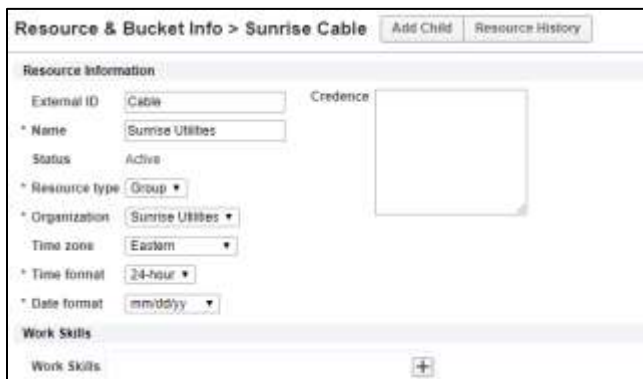 Resource & Bucket Info > Sunrise Cable Add Child Resource History
Resource Information
External ID Cable Credence
* Name Sunrise Utilities
Status Active
* Resource type Group
* Organization Sunrise Utilities
Time zone Eastern
* Time format 24-hour
* Date format mm/dd/yy
Work Skills
Work Skills +